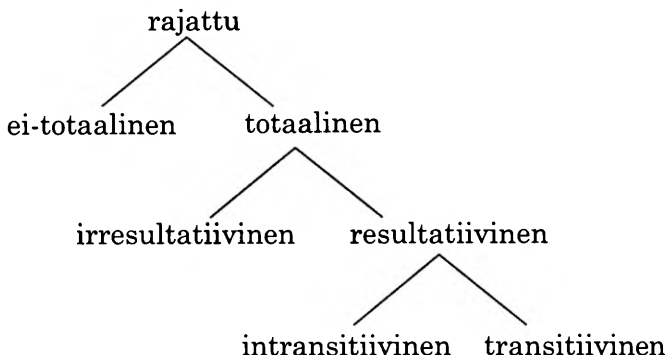 rajattu
ei-totaalinen totaalinen
irresultatiivinen resultatiivinen
intransitiivinen transitiivinen